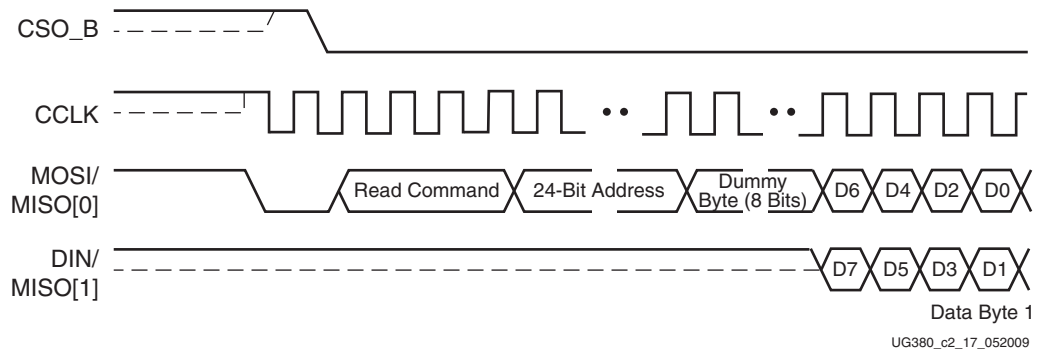 CSO_B
CCLK
MOSI/
MISO[0]
Read Command
24-Bit Address
Dummy
Byte (8 Bits)
D6 D4 D2 D0
DIN/
MISO[1]
D7 D5 D3 D1
Data Byte 1
UG380_c2_17_052009